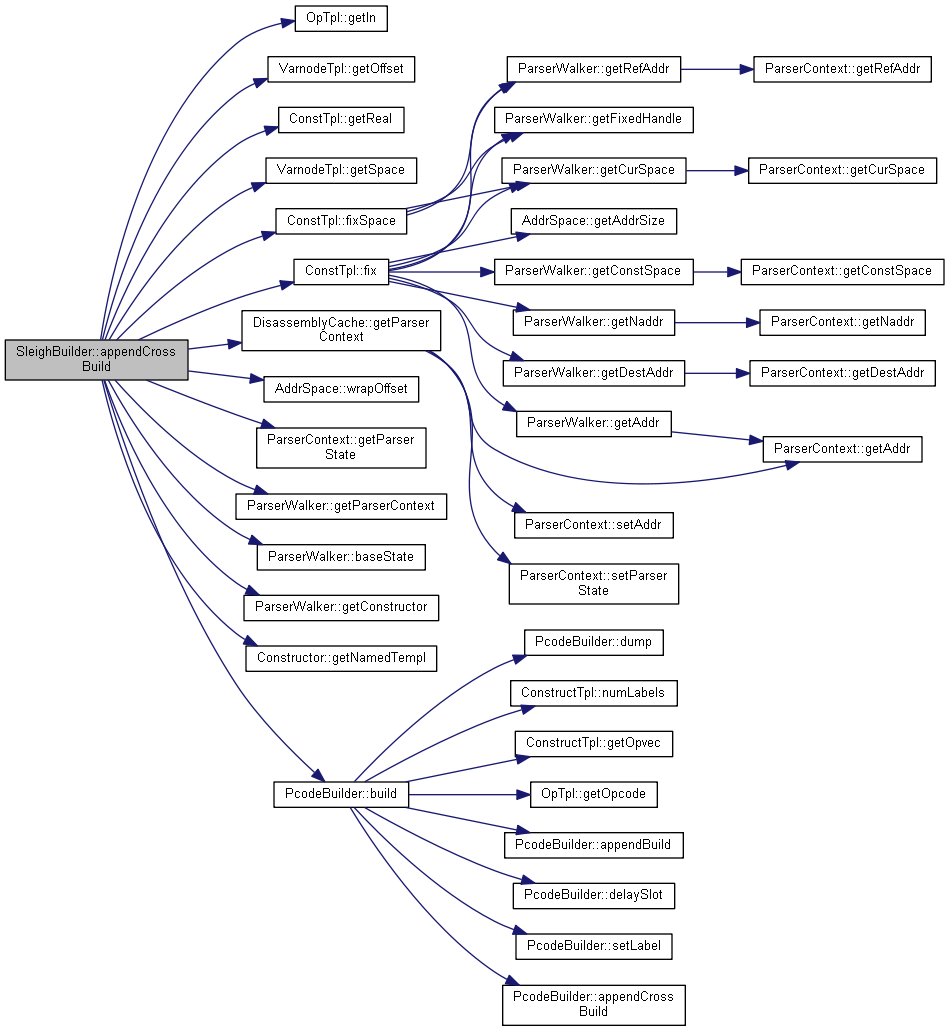 OpTpl::getIn
VarnodeTpl::getOffset
ParserWalker::getRefAddr
ParserContext::getRefAddr
ConstTpl::getReal
ParserWalker::getFixedHandle
VarnodeTpl::getSpace
ParserWalker::getCurSpace
ParserContext::getCurSpace
ConstTpl::fixSpace
AddrSpace::getAddrSize
ConstTpl::fix
ParserWalker::getConstSpace
ParserContext::getConstSpace
DisassemblyCache::getParser
Context
ParserWalker::getNaddr
ParserContext::getNaddr
SleighBuilder::appendCross
Build
AddrSpace::wrapOffset
ParserWalker::getDestAddr
ParserContext::getDestAddr
ParserContext::getParser
State
ParserWalker::getAddr
ParserContext::getAddr
ParserWalker::getParserContext
ParserContext::setAddr
ParserWalker::baseState
ParserContext::setParser
State
ParserWalker::getConstructor
Constructor::getNamedTempl
PcodeBuilder::dump
ConstructTpl::numLabels
ConstructTpl::getOpvec
PcodeBuilder::build
OpTpl::getOpcode
PcodeBuilder::appendBuild
PcodeBuilder::delaySlot
PcodeBuilder::setLabel
PcodeBuilder::appendCross
Build